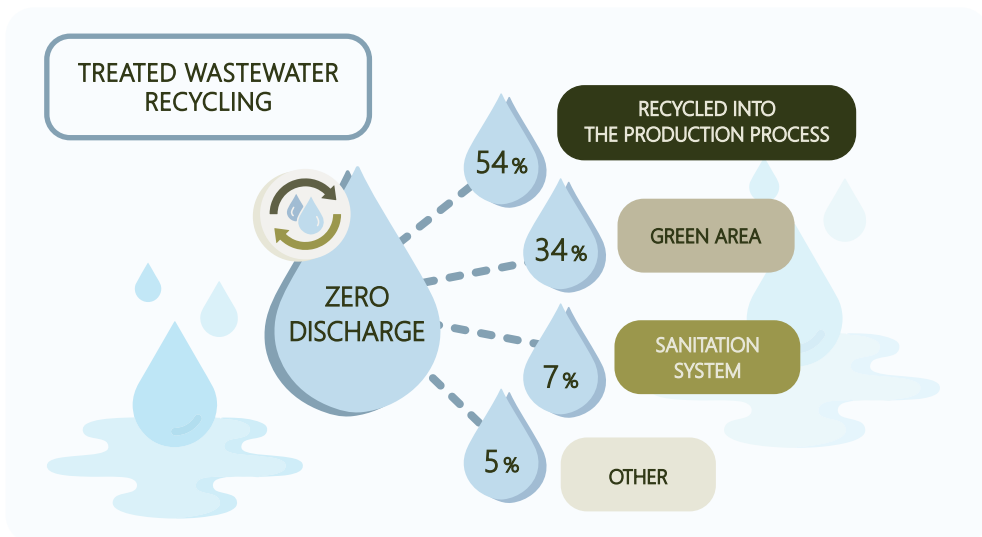 TREATED WASTEWATER
RECYCLING
ZERO
DISCHARGE
54%
RECYCLED INTO
THE PRODUCTION PROCESS
34%
GREEN AREA
7%
SANITATION
SYSTEM
5%
OTHER